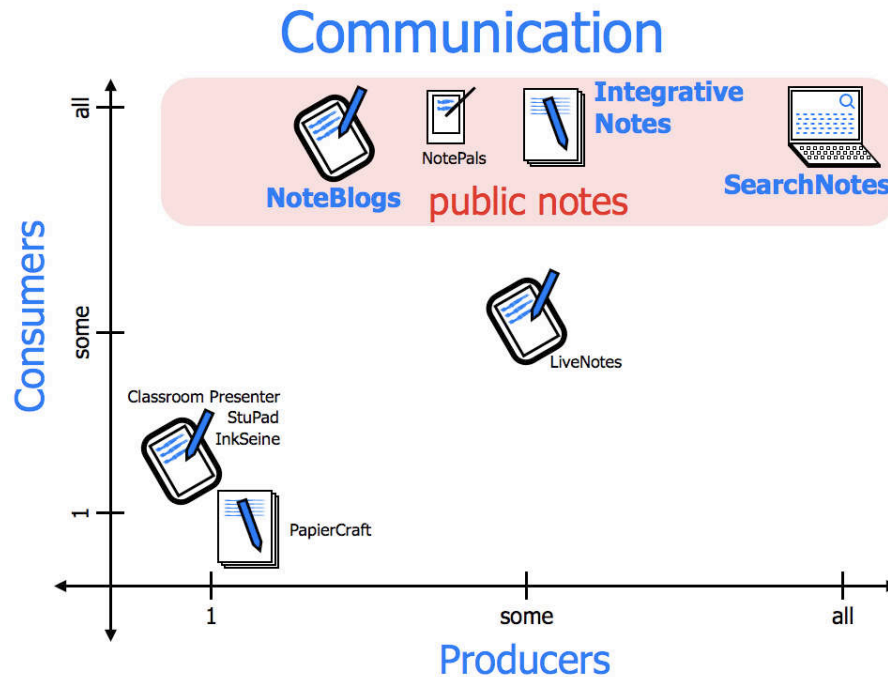 Communication
all
Integrative
Notes
NotePals
NoteBlogs
public notes
SearchNotes
Consumers
some
LiveNotes
Classroom Presenter
StuPad
InkSeine
1
PapierCraft
1
some
all
Producers